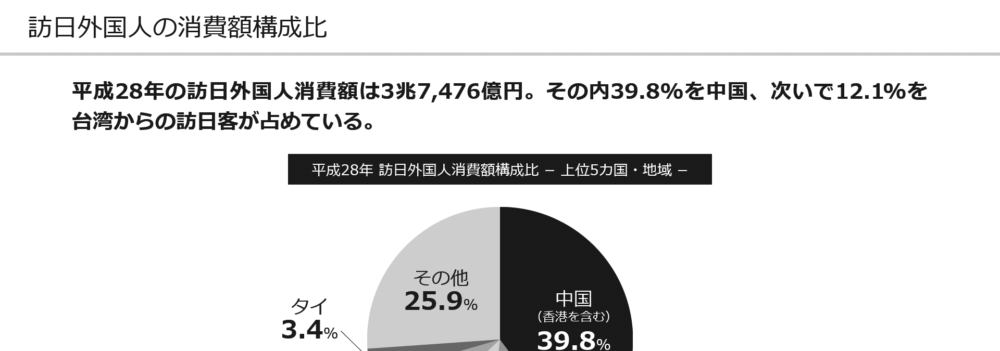 訪日外国人の消費額構成比
平成28年の訪日外国人消費額は3兆7,476億円。その内39.8%を中国、次いで12.1%を
台湾からの訪日客が占めている。
平成28年 訪日外国人消費額構成比 − 上位5カ国・地域 −
その他
25.9%
タイ
3.4%
中国
（香港を含む）
39.8%